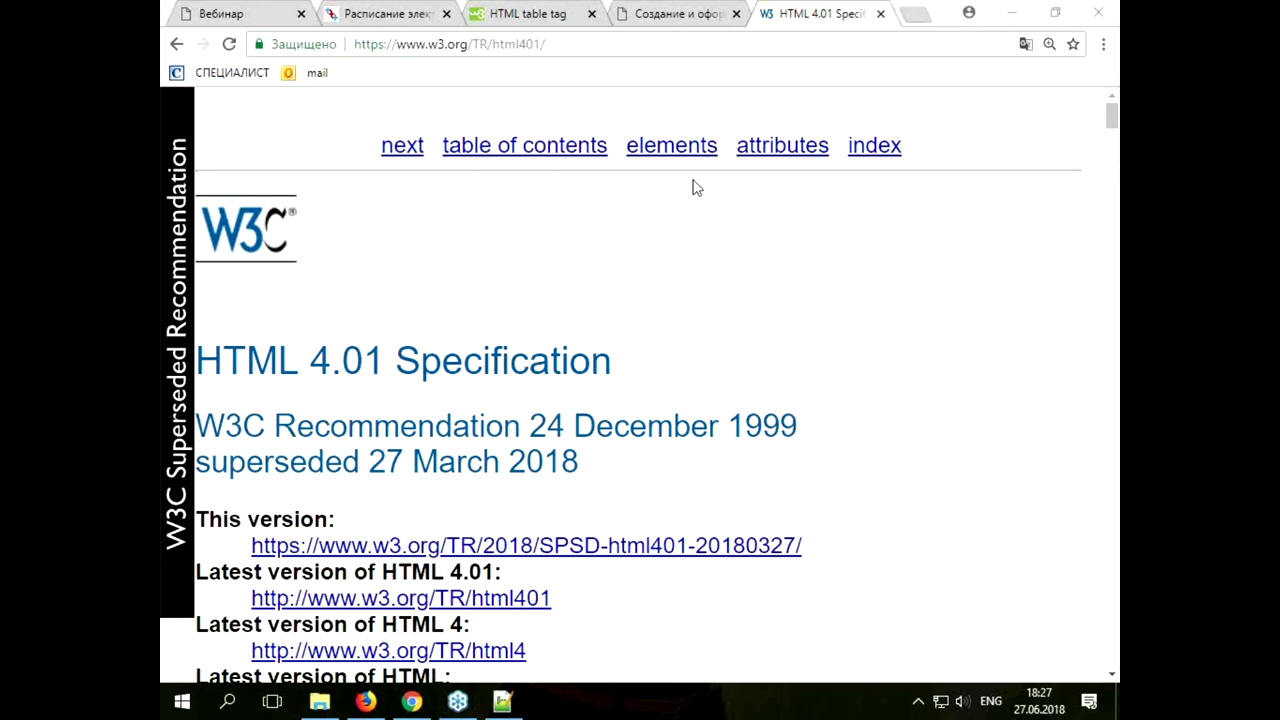 Вебинар
Расписание элек
HTML table tag
Создание и офор
HTML 4.01 Specif
Защищено
https://www.w3.org/TR/html401/
СПЕЦИАЛИСТ
mail
next table of contents elements attributes index
W3C Superseded Recommendation
W3C®
HTML 4.01 Specification
W3C Recommendation 24 December 1999
superseded 27 March 2018
This version:
https://www.w3.org/TR/2018/SPSD-html401-20180327/
Latest version of HTML 4.01:
http://www.w3.org/TR/html401
Latest version of HTML 4:
http://www.w3.org/TR/html4
Latest version of HTML:
ENG
18:27
27.06.2018